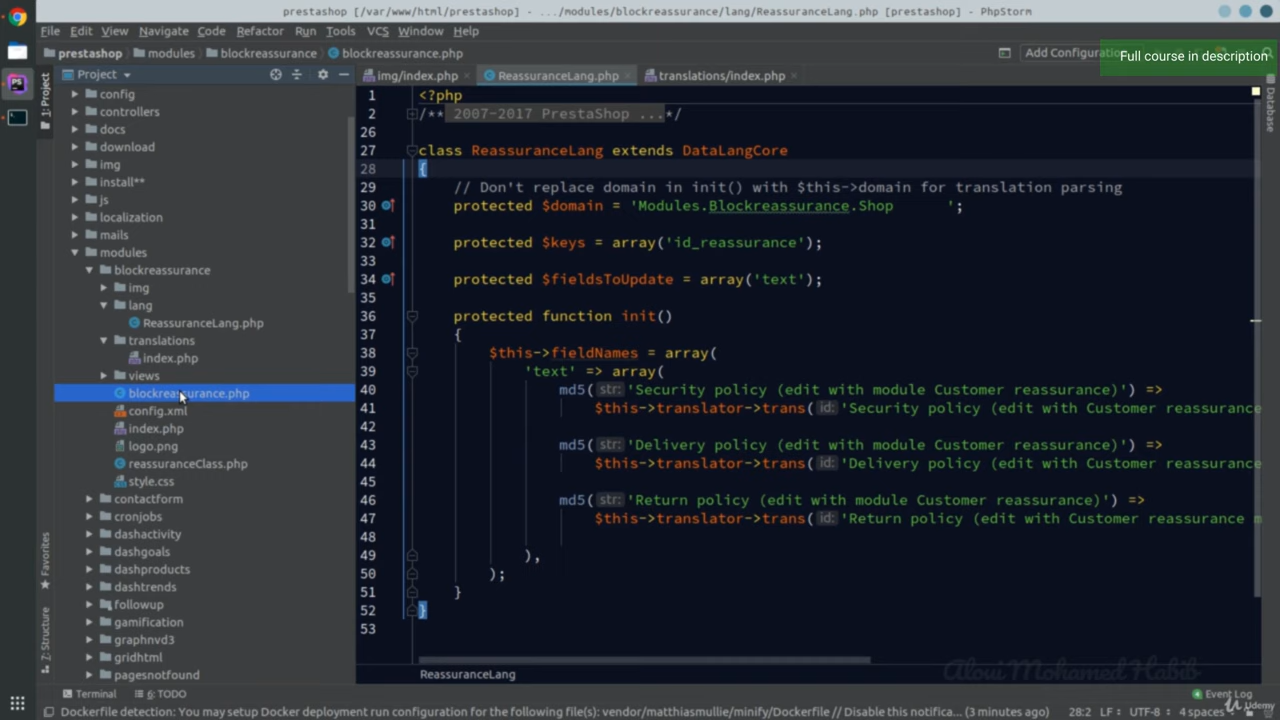 prestashop [/var/www/html/prestashop] - .../modules/blockreassurance/lang/ReassuranceLang.php [prestashop] - PhpStorm
File Edit View Navigate Code Refactor Run Tools VCS Window Help
prestashop modules blockreassurance blockreassurance.php Add Configuration
Full course in description
Project
img/index.php ReassuranceLang.php translations/index.php
config
controllers
docs
download
img
install**
js
localization
mails
modules
blockreassurance
img
lang
ReassuranceLang.php
translations
index.php
views
blockreassurance.php
config.xml
index.php
logo.png
reassuranceClass.php
style.css
contactform
cronjobs
dashactivity
dashgoals
dashproducts
dashtrends
followup
gamification
graphnvd3
gridhtml
pagesnotfound
1: Project
Favorites
7: Structure
Database
1 <?php
2 /** 2007-2017 PrestaShop ...*/
26
27 class ReassuranceLang extends DataLangCore
28 {
29 // Don't replace domain in init() with $this->domain for translation parsing
30 protected $domain = 'Modules.Blockreassurance.Shop ';
31
32 protected $keys = array('id_reassurance');
33
34 protected $fieldsToUpdate = array('text');
35
36 protected function init()
37 {
38 $this->fieldNames = array(
39 'text' => array(
40 md5( str: 'Security policy (edit with module Customer reassurance)') =>
41 $this->translator->trans( id: 'Security policy (edit with Customer reassurance
42
43 md5( str: 'Delivery policy (edit with module Customer reassurance)') =>
44 $this->translator->trans( id: 'Delivery policy (edit with Customer reassurance
45
46 md5( str: 'Return policy (edit with module Customer reassurance)') =>
47 $this->translator->trans( id: 'Return policy (edit with Customer reassurance m
48
49 ),
50 );
51 }
52 }
53
ReassuranceLang
Aloui Mohamed Habib
Terminal 6: TODO Event Log
Dockerfile detection: You may setup Docker deployment run configuration for the following file(s): vendor/matthiasmullie/minify/Dockerfile // Disable this notifica... (3 minutes ago) 28:2 LF UTF-8 4 spaces
Udemy